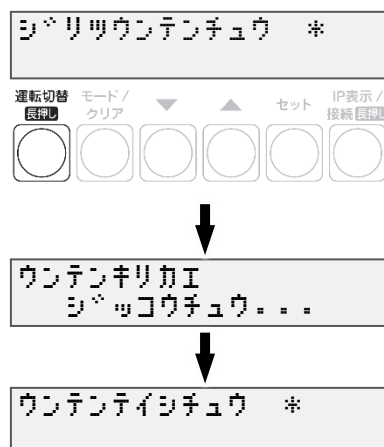 ジリツウンテンチュウ ＊
運転切替 長押し
モード/クリア
▼
▲
セット
IP表示/接続 長押し
ウンテンキリカエ
ジッコウチュウ...
ウンテンテイシチュウ ＊